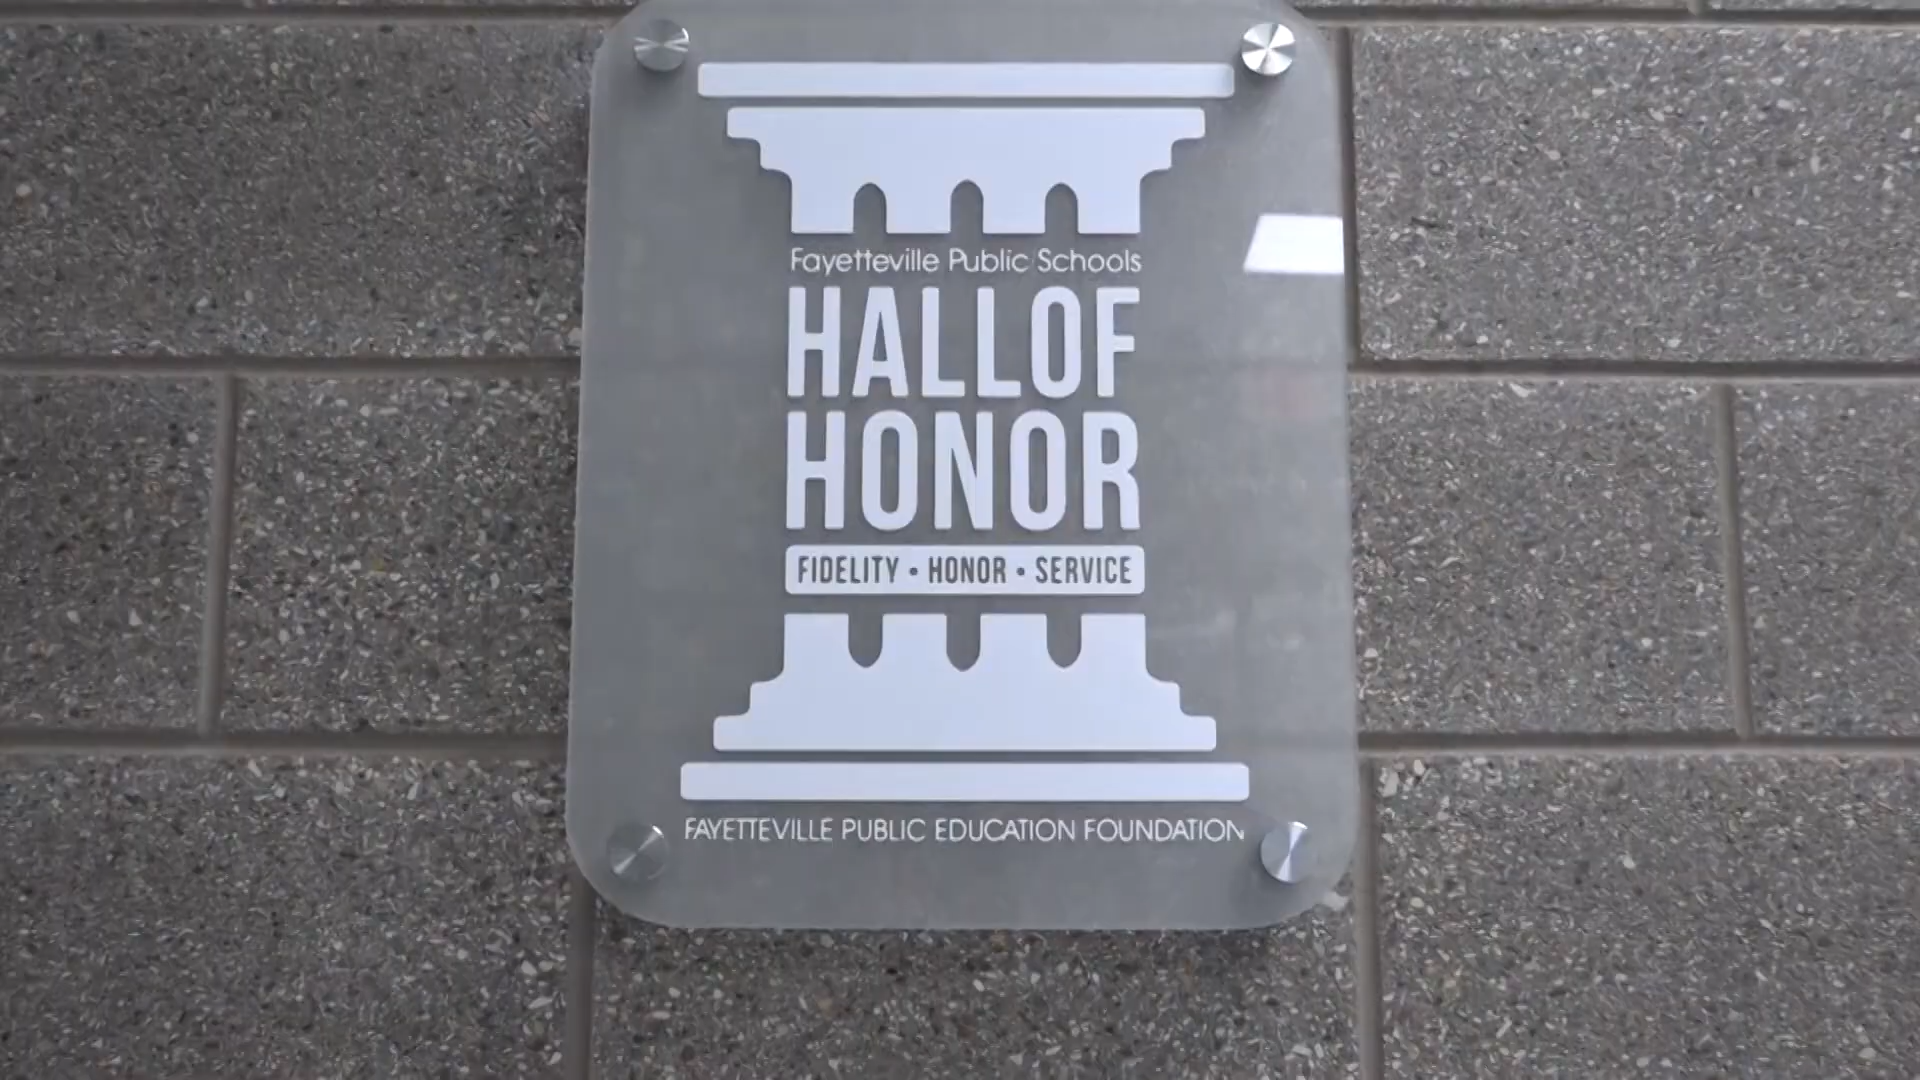 Fayetteville Public Schools
HALL OF
HONOR
FIDELITY • HONOR • SERVICE
FAYETTEVILLE PUBLIC EDUCATION FOUNDATION